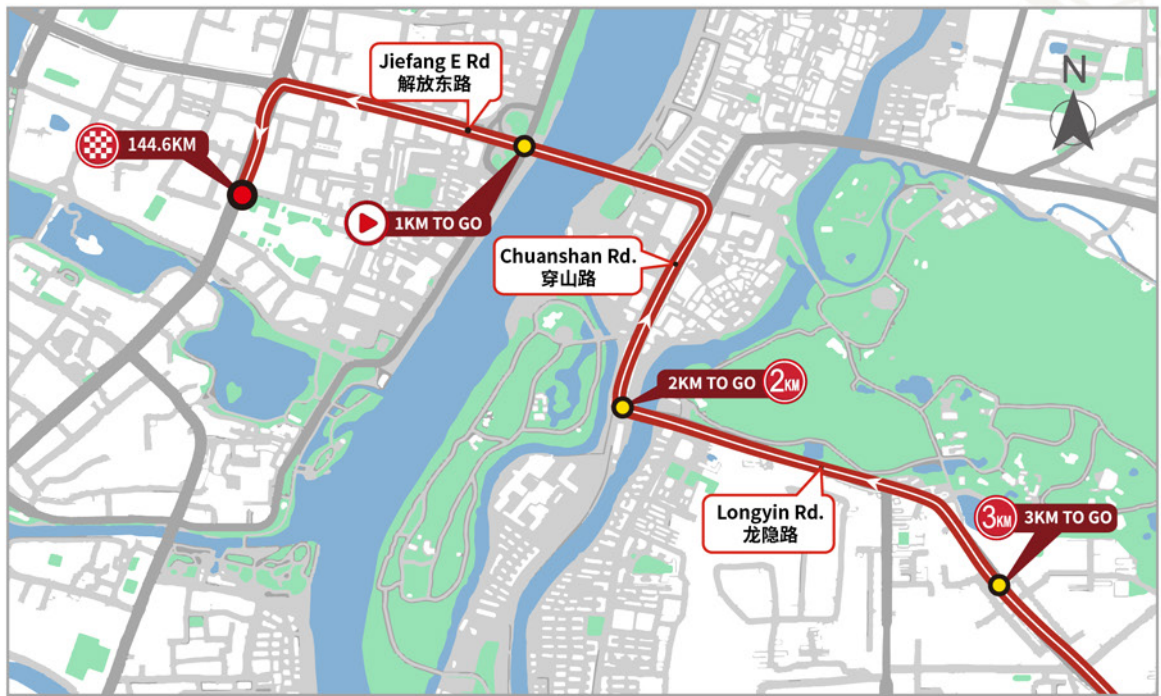 N
Jiefang E Rd
解放东路
144.6KM
1KM TO GO
Chuanshan Rd.
穿山路
2KM TO GO 2KM
Longyin Rd.
龙隐路
3KM 3KM TO GO